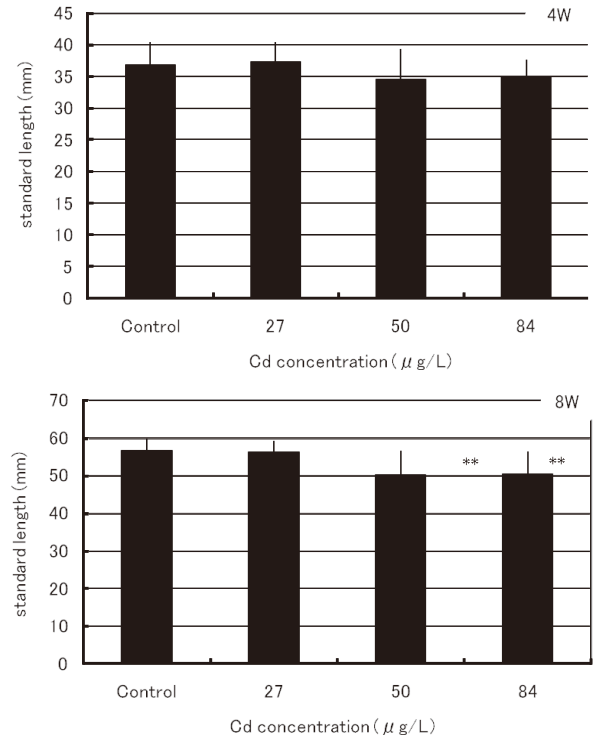 45
4W
40
35
30
25
20
15
10
5
0
standard length (mm)
Control 27 50 84
Cd concentration ( μ g/L)
70
8W
60
** **
50
40
30
20
10
0
standard length (mm)
Control 27 50 84
Cd concentration ( μ g/L)